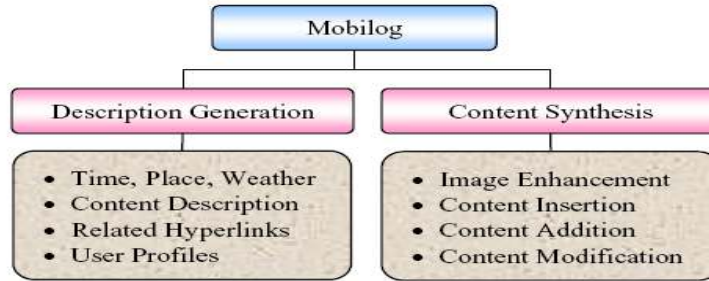 Mobilog
Description Generation
• Time, Place, Weather
• Content Description
• Related Hyperlinks
• User Profiles
Content Synthesis
• Image Enhancement
• Content Insertion
• Content Addition
• Content Modification